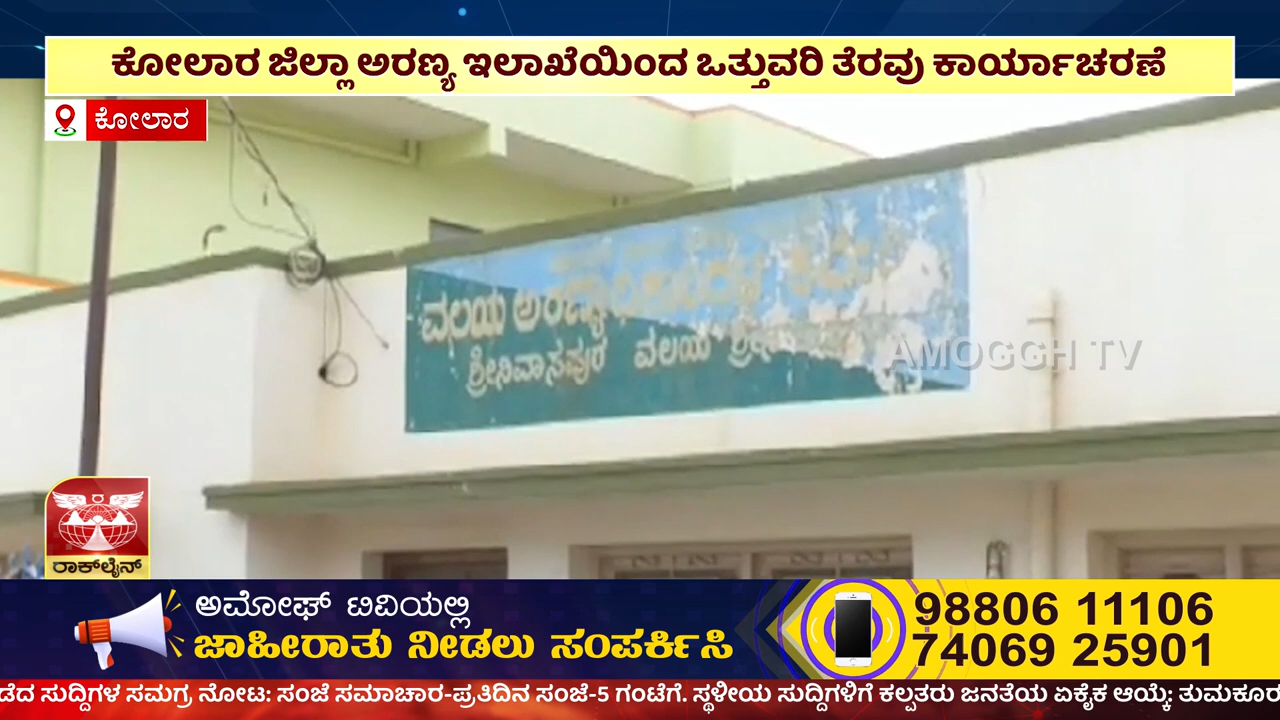 ಕೋಲಾರ ಜಿಲ್ಲಾ ಅರಣ್ಯ ಇಲಾಖೆಯಿಂದ ಒತ್ತುವರಿ ತೆರವು ಕಾರ್ಯಾಚರಣೆ
ಕೋಲಾರ
ವಲಯ ಅರಣ್ಯ
ಶ್ರೀನಿವಾಸಪುರ ವಲಯ
AMOGGH TV
ರಾಕ್‌ಲೈನ್
ಅಮೋಘ್ ಟಿವಿಯಲ್ಲಿ
ಜಾಹೀರಾತು ನೀಡಲು ಸಂಪರ್ಕಿಸಿ
98806 11106
74069 25901
ಸುದ್ದಿಗಳ ಸಮಗ್ರ ನೋಟ: ಸಂಜೆ ಸಮಾಚಾರ-ಪ್ರತಿದಿನ ಸಂಜೆ-5 ಗಂಟೆಗೆ. ಸ್ಥಳೀಯ ಸುದ್ದಿಗಳಿಗೆ ಕಲ್ಪತರು ಜನತೆಯ ಏಕೈಕ ಆಯ್ಕೆ: ತುಮಕೂರ